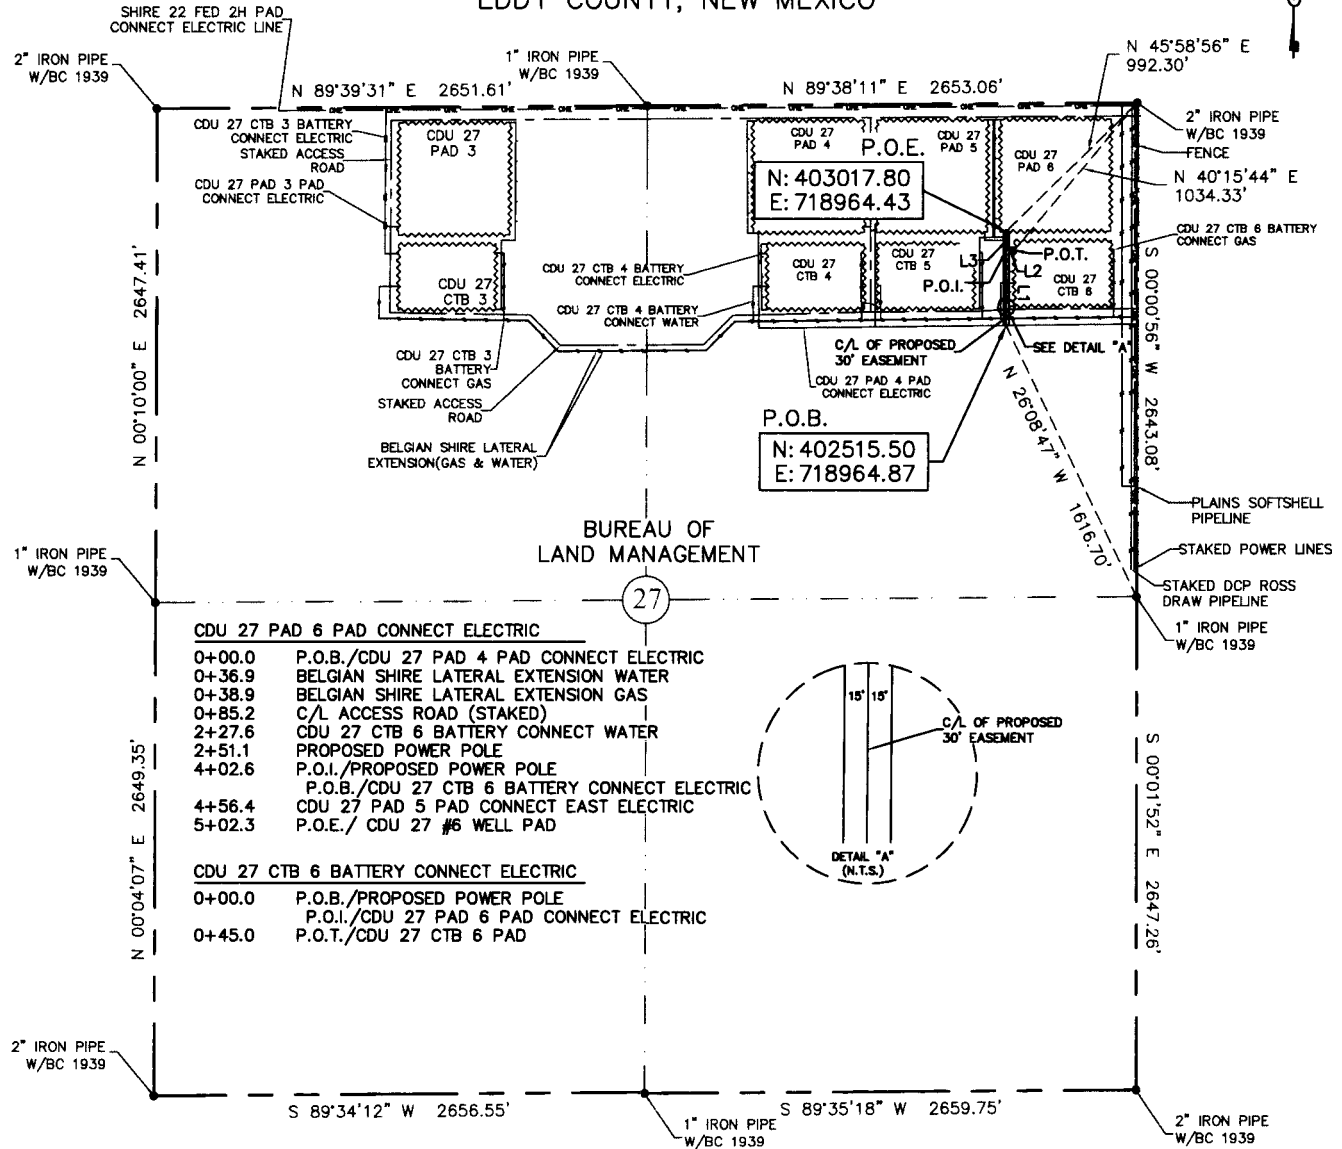 EDDY COUNTY, NEW MEXICO
SHIRE 22 FED 2H PAD
CONNECT ELECTRIC LINE
2" IRON PIPE
W/BC 1939
1" IRON PIPE
W/BC 1939
N 45°58'56" E
992.30'
N 89°39'31" E 2651.61'
N 89°38'11" E 2653.06'
2" IRON PIPE
W/BC 1939
FENCE
N 40°15'44" E
1034.33'
CDU 27 CTB 3 BATTERY
CONNECT ELECTRIC
STAKED ACCESS
ROAD
CDU 27 PAD 3 PAD
CONNECT ELECTRIC
CDU 27
PAD 3
CDU 27
PAD 4
CDU 27
PAD 5
CDU 27
PAD 6
P.O.E.
N: 403017.80
E: 718964.43
CDU 27 CTB 6 BATTERY
CONNECT GAS
CDU 27
CTB 3
CDU 27 CTB 4 BATTERY
CONNECT ELECTRIC
CDU 27
CTB 4
CDU 27
CTB 5
L3
P.O.T.
L2
P.O.I.
L1
CDU 27
CTB 6
CDU 27 CTB 4 BATTERY
CONNECT WATER
C/L OF PROPOSED
30' EASEMENT
SEE DETAIL "A"
CDU 27 CTB 3
BATTERY
CONNECT GAS
CDU 27 PAD 4 PAD
CONNECT ELECTRIC
STAKED ACCESS
ROAD
P.O.B.
N: 402515.50
E: 718964.87
BELGIAN SHIRE LATERAL
EXTENSION(GAS & WATER)
N 00°10'00" E 2647.41'
N 26°08'47" W 1616.70'
S 00°00'56" W 2643.08'
PLAINS SOFTSHELL
PIPELINE
STAKED POWER LINES
STAKED DCP ROSS
DRAW PIPELINE
BUREAU OF
LAND MANAGEMENT
27
1" IRON PIPE
W/BC 1939
1" IRON PIPE
W/BC 1939
CDU 27 PAD 6 PAD CONNECT ELECTRIC
0+00.0 P.O.B./CDU 27 PAD 4 PAD CONNECT ELECTRIC
0+36.9 BELGIAN SHIRE LATERAL EXTENSION WATER
0+38.9 BELGIAN SHIRE LATERAL EXTENSION GAS
0+85.2 C/L ACCESS ROAD (STAKED)
2+27.6 CDU 27 CTB 6 BATTERY CONNECT WATER
2+51.1 PROPOSED POWER POLE
4+02.6 P.O.I./PROPOSED POWER POLE
P.O.B./CDU 27 CTB 6 BATTERY CONNECT ELECTRIC
4+56.4 CDU 27 PAD 5 PAD CONNECT EAST ELECTRIC
5+02.3 P.O.E./ CDU 27 #6 WELL PAD
CDU 27 CTB 6 BATTERY CONNECT ELECTRIC
0+00.0 P.O.B./PROPOSED POWER POLE
P.O.I./CDU 27 PAD 6 PAD CONNECT ELECTRIC
0+45.0 P.O.T./CDU 27 CTB 6 PAD
15' 15'
C/L OF PROPOSED
30' EASEMENT
DETAIL "A"
(N.T.S.)
N 00°04'07" E 2649.35'
S 00°01'52" E 2647.26'
2" IRON PIPE
W/BC 1939
S 89°34'12" W 2656.55'
1" IRON PIPE
W/BC 1939
S 89°35'18" W 2659.75'
2" IRON PIPE
W/BC 1939